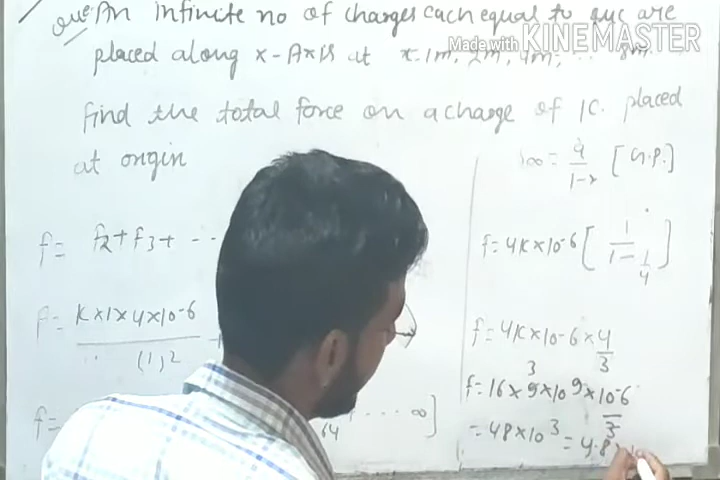 Que: An infinite no of charges each equal to 4μc are
Made with KINEMASTER
placed along x-Axis at x=1m, 2m, 4m, ... 8m.
find the total force on a charge of 1C. placed
at origin
S∞ = a/1-r [G.P.]
f = f2 + f3 + ...
f = K×1×4×10-6/(1)2
f =
64 ... ∞]
f = 4K×10-6 [1/1-1/4]
f = 4K×10-6 × 4/3
3
f = 16×9×10 9×10-6/3
= 48×10 3 = 4.8